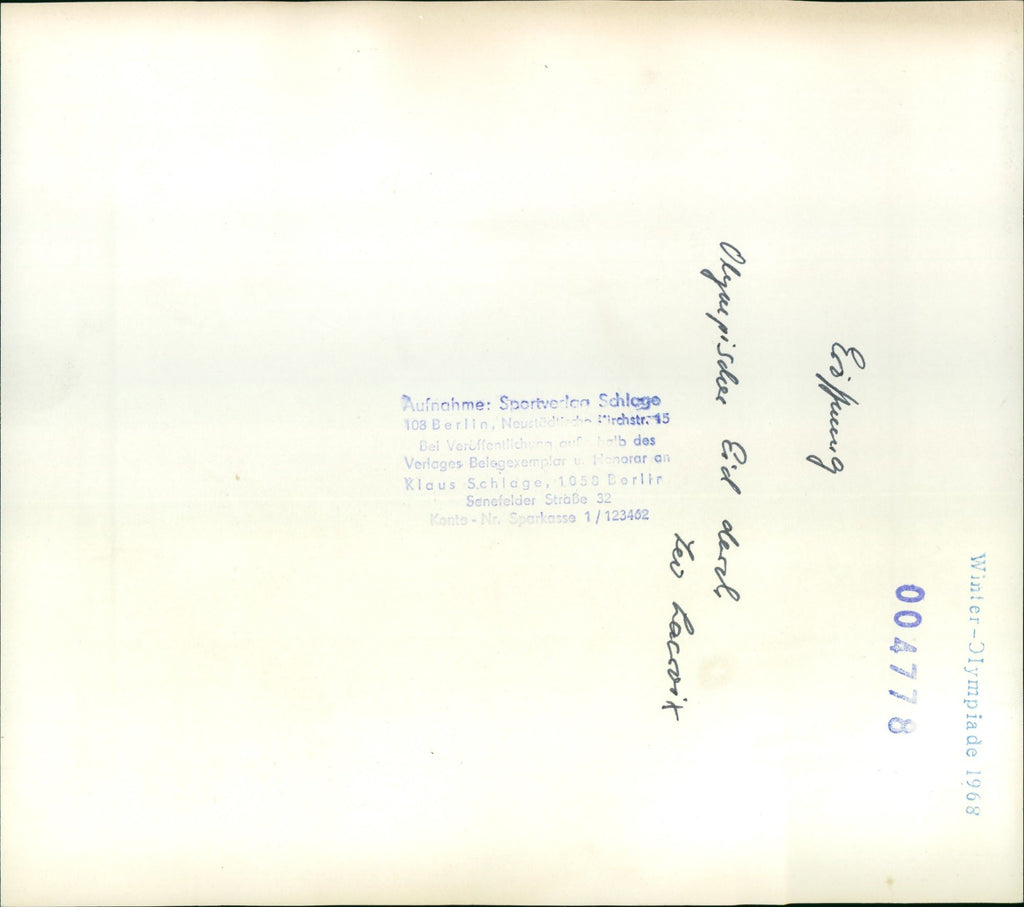 Winter-Olympiade 1968
004778
Eröffnung
Olympischer Eid durch
Leo Lacroix
Aufnahme: Sportverlag Schlage
108 Berlin, Neustädtische Kirchstr. 15
Bei Veröffentlichung außerhalb des
Verlages Belegexemplar u. Honorar an
Klaus Schlage, 1058 Berlin
Senefelder Straße 32
Konto-Nr. Sparkasse 1/123462